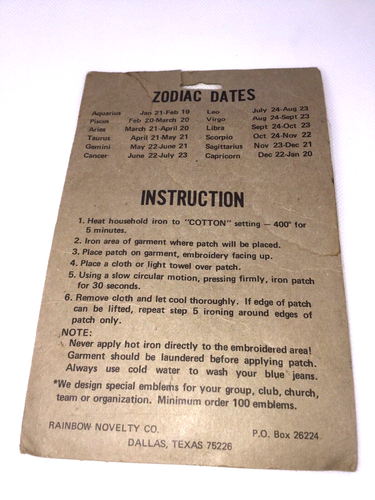 ZODIAC DATES
Aquarius Jan 21-Feb 19 Leo July 24-Aug 23
Pisces Feb 20-March 20 Virgo Aug 24-Sept 23
Aries March 21-April 20 Libra Sept 24-Oct 23
Taurus April 21-May 21 Scorpio Oct 24-Nov 22
Gemini May 22-June 21 Sagittarius Nov 23-Dec 21
Cancer June 22-July 23 Capricorn Dec 22-Jan 20
INSTRUCTION
1. Heat household iron to "COTTON" setting — 400° for
5 minutes.
2. Iron area of garment where patch will be placed.
3. Place patch on garment, embroidery facing up.
4. Place a cloth or light towel over patch.
5. Using a slow circular motion, pressing firmly, iron patch
for 30 seconds.
6. Remove cloth and let cool thoroughly. If edge of patch
can be lifted, repeat step 5 ironing around edges of
patch only.
NOTE:
Never apply hot iron directly to the embroidered area!
Garment should be laundered before applying patch.
Always use cold water to wash your blue jeans.
*We design special emblems for your group, club, church,
team or organization. Minimum order 100 emblems.
RAINBOW NOVELTY CO. P.O. Box 26224
DALLAS, TEXAS 75226